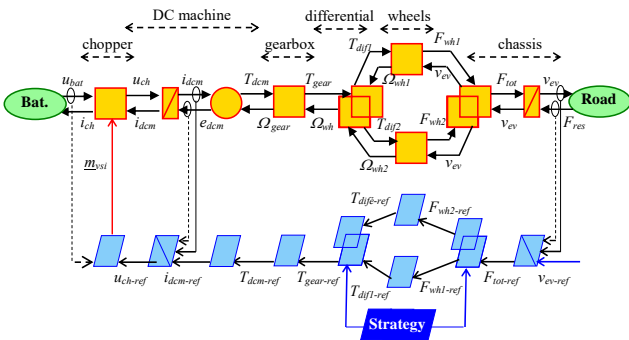 DC machine
differential
wheels
chopper
gearbox
chassis
u_bat
u_ch
i_dcm
T_dcm
T_gear
T_dif1
F_wh1
Ω_wh1
v_ev
F_tot
v_ev
Bat.
Road
i_ch
i_dcm
e_dcm
Ω_gear
Ω_wh
T_dif2
F_wh2
v_ev
F_res
Ω_wh2
v_ev
m_vsi
T_dife-ref
F_wh2-ref
u_ch-ref
i_dcm-ref
T_dcm-ref
T_gear-ref
T_dif1-ref
F_wh1-ref
F_tot-ref
v_ev-ref
Strategy